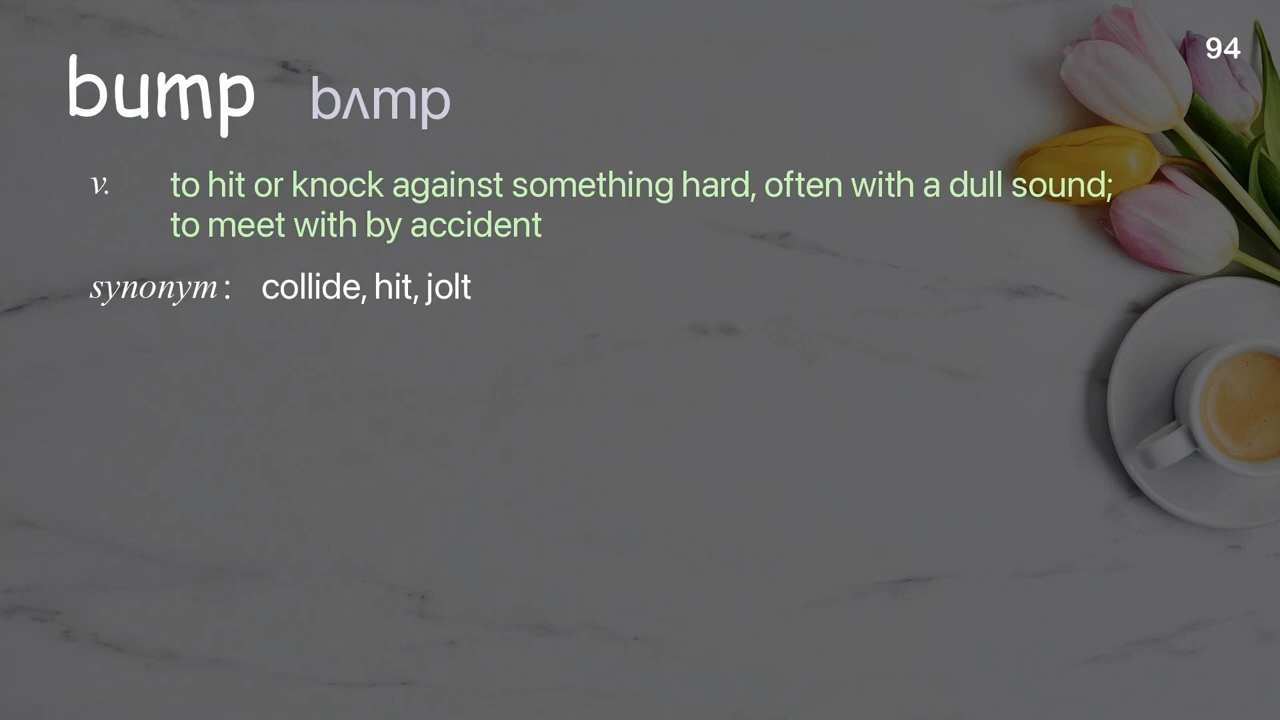 94
bump bʌmp
v. to hit or knock against something hard, often with a dull sound;
to meet with by accident
synonym : collide, hit, jolt